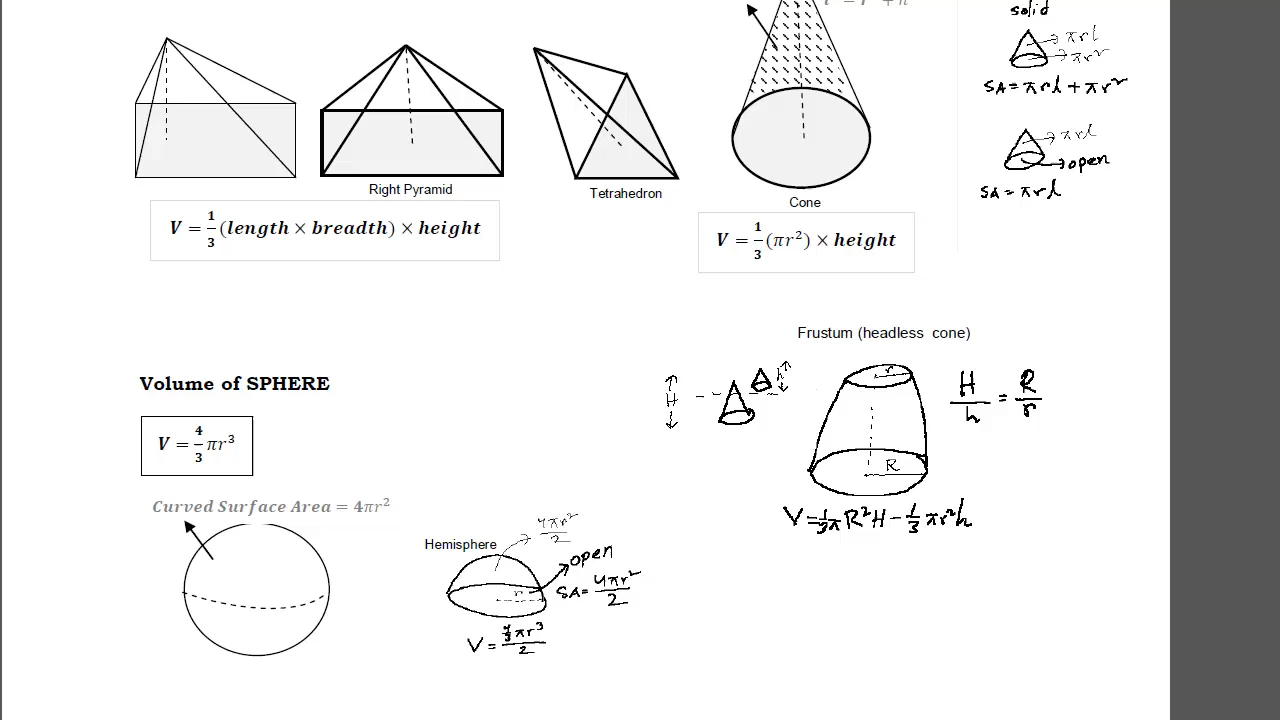 solid
πrl
πr²
SA = πrl + πr²
πrl
open
SA = πrl
Right Pyramid
Tetrahedron
Cone
V = 1/3 (length × breadth) × height
V = 1/3 (πr²) × height
Frustum (headless cone)
Volume of SPHERE
V = 4/3 πr³
H
h
r
R
H/h = R/r
V = 1/3 π R²H − 1/3 πr²h
Curved Surface Area = 4πr²
Hemisphere
4πr²/2
open
r
SA = 4πr²/2
V = 4/3 πr³/2